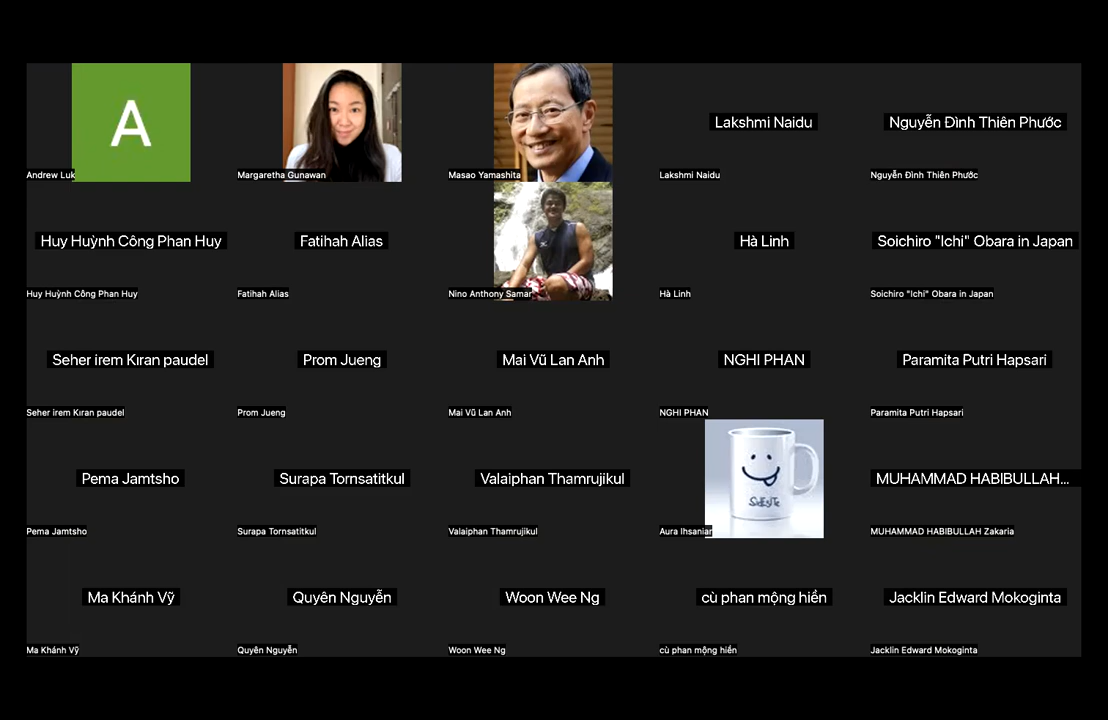 A
Andrew Luk
Margaretha Gunawan
Masao Yamashita
Lakshmi Naidu
Lakshmi Naidu
Nguyễn Đình Thiên Phước
Nguyễn Đình Thiên Phước
Huy Huỳnh Công Phan Huy
Huy Huỳnh Công Phan Huy
Fatihah Alias
Fatihah Alias
Nino Anthony Samar
Hà Linh
Hà Linh
Soichiro "Ichi" Obara in Japan
Soichiro "Ichi" Obara in Japan
Seher irem Kıran paudel
Seher irem Kıran paudel
Prom Jueng
Prom Jueng
Mai Vũ Lan Anh
Mai Vũ Lan Anh
NGHI PHAN
NGHI PHAN
Paramita Putri Hapsari
Paramita Putri Hapsari
Pema Jamtsho
Pema Jamtsho
Surapa Tornsatitkul
Surapa Tornsatitkul
Valaiphan Thamrujikul
Valaiphan Thamrujikul
Aura Ihsaniar
MUHAMMAD HABIBULLAH...
MUHAMMAD HABIBULLAH Zakaria
Ma Khánh Vỹ
Ma Khánh Vỹ
Quyên Nguyễn
Quyên Nguyễn
Woon Wee Ng
Woon Wee Ng
cù phan mộng hiền
cù phan mộng hiền
Jacklin Edward Mokoginta
Jacklin Edward Mokoginta